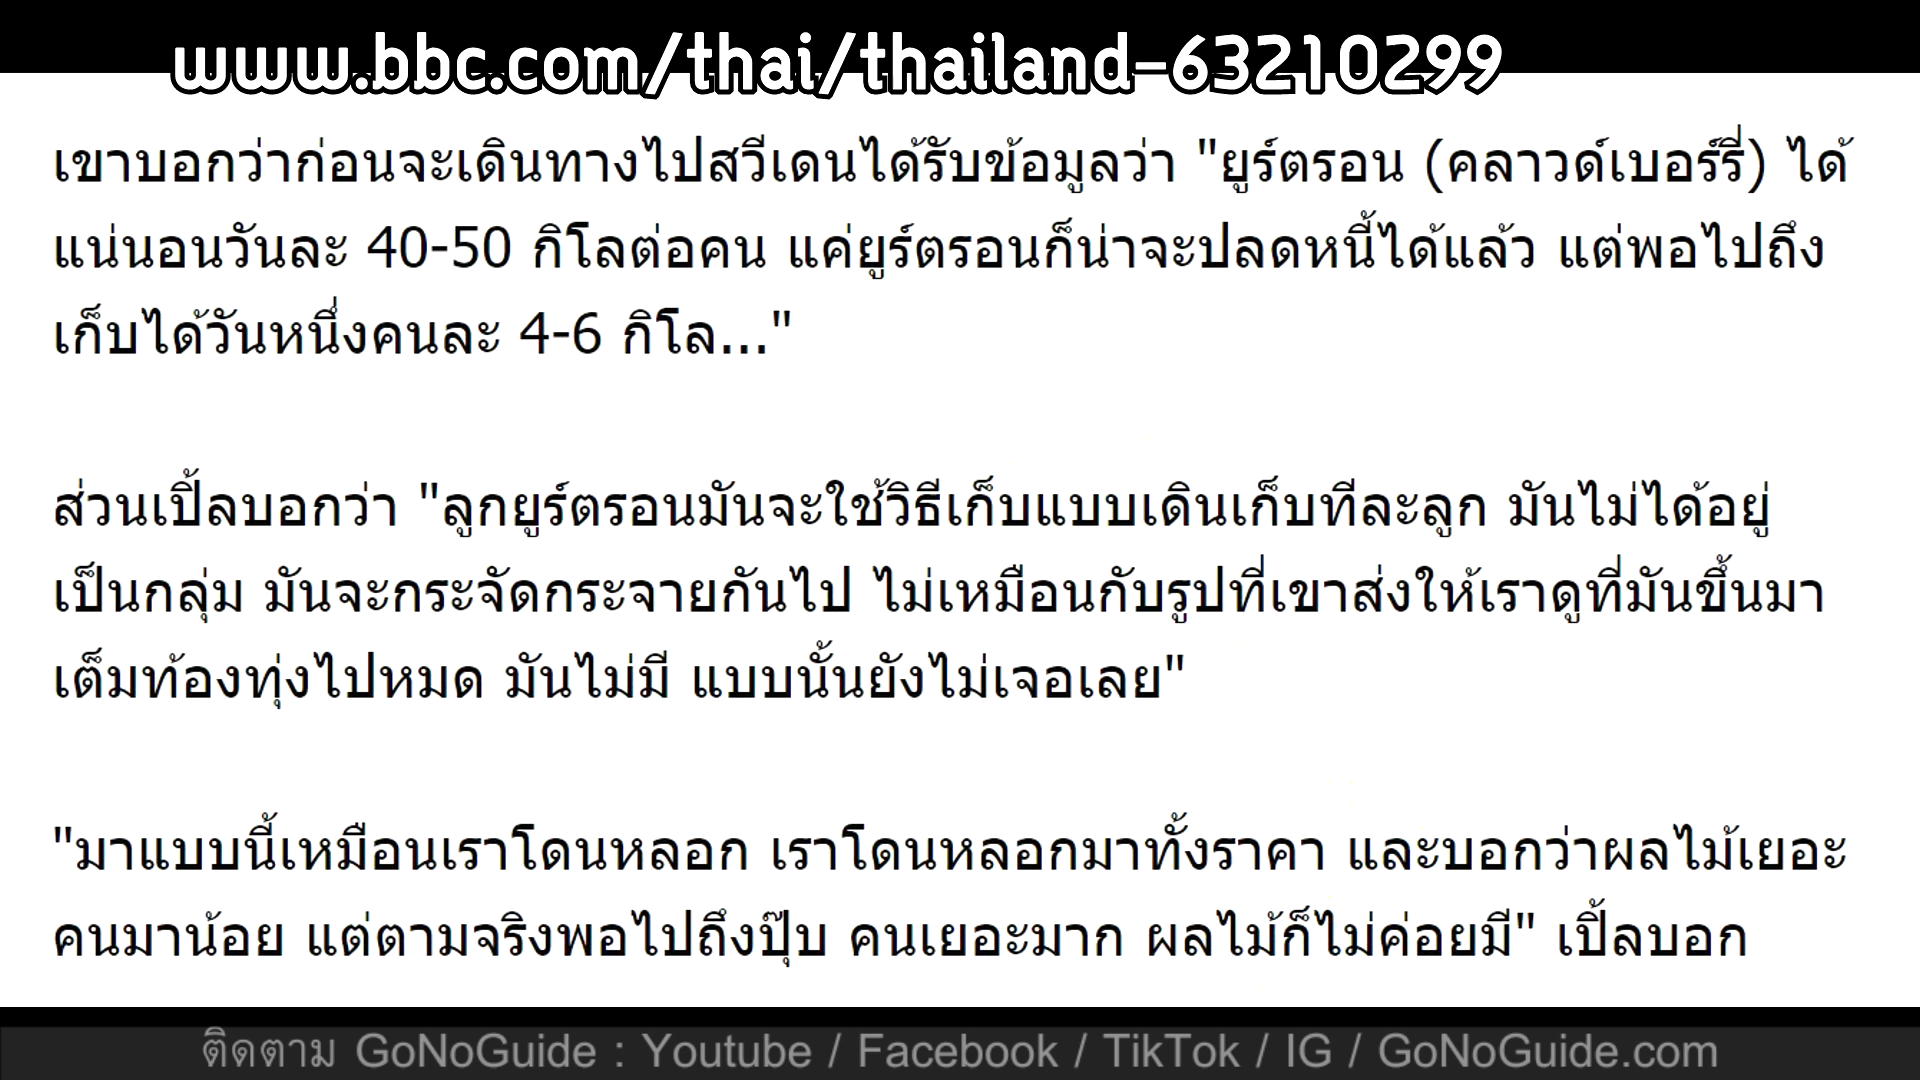 www.bbc.com/thai/thailand-63210299
เขาบอกว่าก่อนจะเดินทางไปสวีเดนได้รับข้อมูลว่า "ยูร์ตรอน (คลาวด์เบอร์รี่) ได้
แน่นอนวันละ 40-50 กิโลต่อคน แค่ยูร์ตรอนก็น่าจะปลดหนี้ได้แล้ว แต่พอไปถึง
เก็บได้วันหนึ่งคนละ 4-6 กิโล..."
ส่วนเปิ้ลบอกว่า "ลูกยูร์ตรอนมันจะใช้วิธีเก็บแบบเดินเก็บทีละลูก มันไม่ได้อยู่
เป็นกลุ่ม มันจะกระจัดกระจายกันไป ไม่เหมือนกับรูปที่เขาส่งให้เราดูที่มันขึ้นมา
เต็มท้องทุ่งไปหมด มันไม่มี แบบนั้นยังไม่เจอเลย"
"มาแบบนี้เหมือนเราโดนหลอก เราโดนหลอกมาทั้งราคา และบอกว่าผลไม้เยอะ
คนมาน้อย แต่ตามจริงพอไปถึงปุ๊บ คนเยอะมาก ผลไม้ก็ไม่ค่อยมี" เปิ้ลบอก
ติดตาม GoNoGuide : Youtube / Facebook / TikTok / IG / GoNoGuide.com